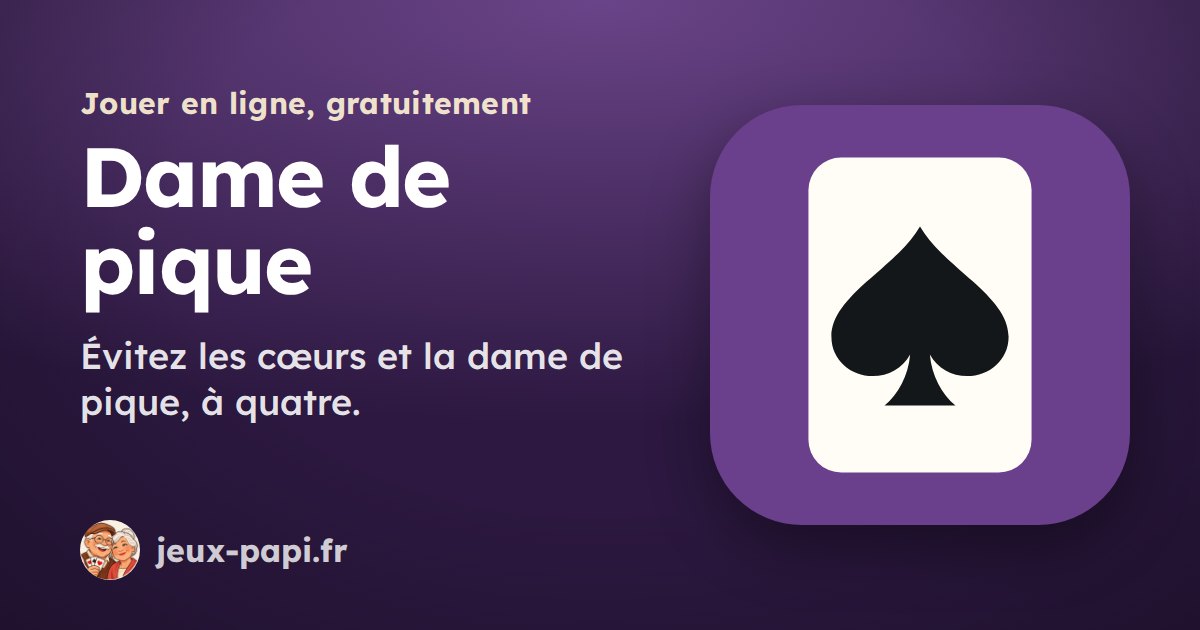 Jouer en ligne, gratuitement
Dame de
pique
Évitez les cœurs et la dame de
pique, à quatre.
jeux-papi.fr